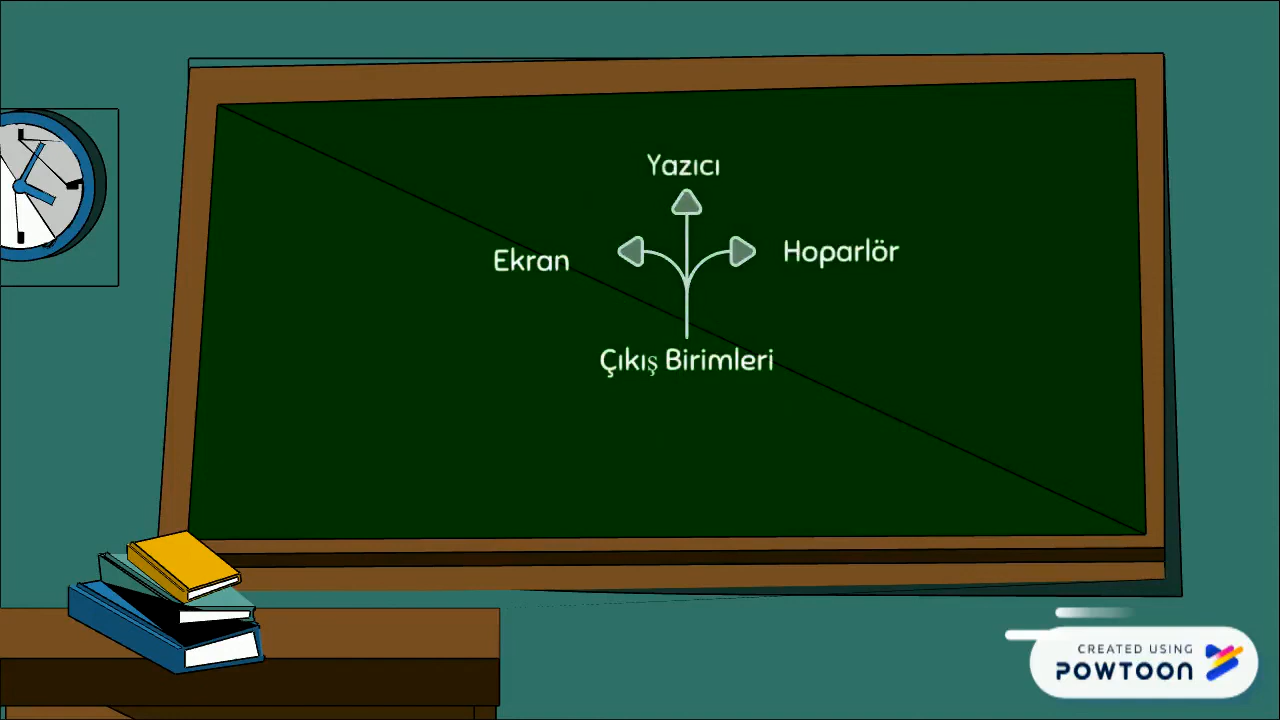 Yazıcı
Ekran
Hoparlör
Çıkış Birimleri
CREATED USING
POWTOON